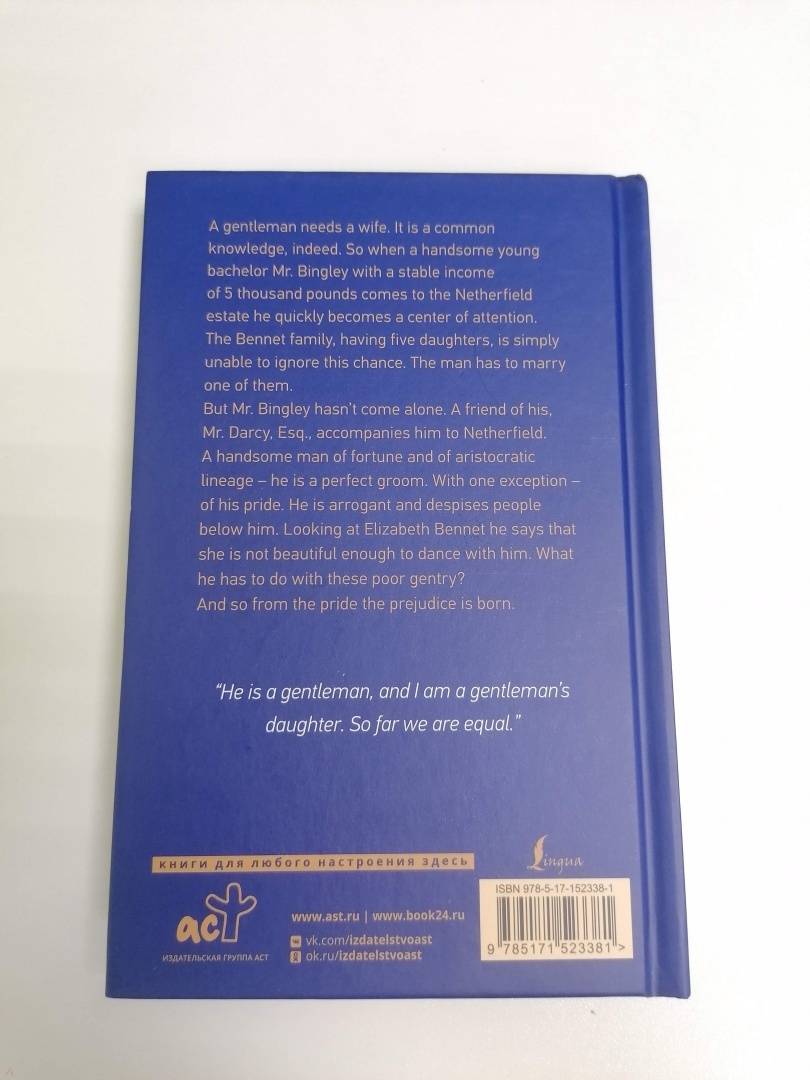 A gentleman needs a wife. It is a common
knowledge, indeed. So when a handsome young
bachelor Mr. Bingley with a stable income
of 5 thousand pounds comes to the Netherfield
estate he quickly becomes a center of attention.
The Bennet family, having five daughters, is simply
unable to ignore this chance. The man has to marry
one of them.
But Mr. Bingley hasn't come alone. A friend of his,
Mr. Darcy, Esq., accompanies him to Netherfield.
A handsome man of fortune and of aristocratic
lineage – he is a perfect groom. With one exception –
of his pride. He is arrogant and despises people
below him. Looking at Elizabeth Bennet he says that
she is not beautiful enough to dance with him. What
he has to do with these poor gentry?
And so from the pride the prejudice is born.
“He is a gentleman, and I am a gentleman's
daughter. So far we are equal.”
книги для любого настроения здесь
аст
ИЗДАТЕЛЬСКАЯ ГРУППА АСТ
www.ast.ru | www.book24.ru
vk.com/izdatelstvoast
ok.ru/izdatelstvoast
Lingua
ISBN 978-5-17-152338-1
9 785171 523381 >